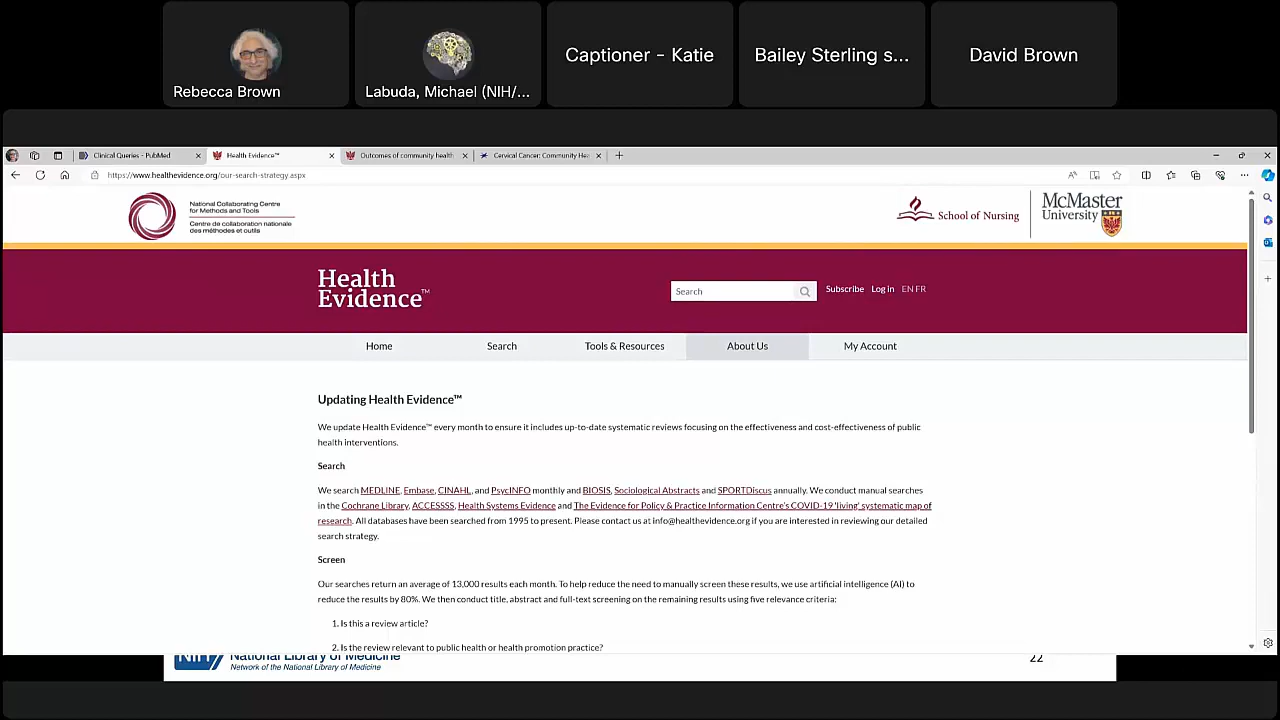 Rebecca Brown
Labuda, Michael (NIH/...
Captioner - Katie
Bailey Sterling s...
David Brown
Clinical Queries - PubMed
Health Evidence™
Outcomes of community health
Cervical Cancer: Community Hea
https://www.healthevidence.org/our-search-strategy.aspx
National Collaborating Centre
for Methods and Tools
Centre de collaboration nationale
des méthodes et outils
School of Nursing
McMaster
University
Health
Evidence™
Search
Subscribe Log in EN FR
Home
Search
Tools & Resources
About Us
My Account
Updating Health Evidence™
We update Health Evidence™ every month to ensure it includes up-to-date systematic reviews focusing on the effectiveness and cost-effectiveness of public
health interventions.
Search
We search MEDLINE, Embase, CINAHL, and PsycINFO monthly and BIOSIS, Sociological Abstracts and SPORTDiscus annually. We conduct manual searches
in the Cochrane Library, ACCESSSS, Health Systems Evidence and The Evidence for Policy & Practice Information Centre's COVID-19 'living' systematic map of
research. All databases have been searched from 1995 to present. Please contact us at info@healthevidence.org if you are interested in reviewing our detailed
search strategy.
Screen
Our searches return an average of 13,000 results each month. To help reduce the need to manually screen these results, we use artificial intelligence (AI) to
reduce the results by 80%. We then conduct title, abstract and full-text screening on the remaining results using five relevance criteria:
1. Is this a review article?
2. Is the review relevant to public health or health promotion practice?
NIH National Library of Medicine
Network of the National Library of Medicine
22